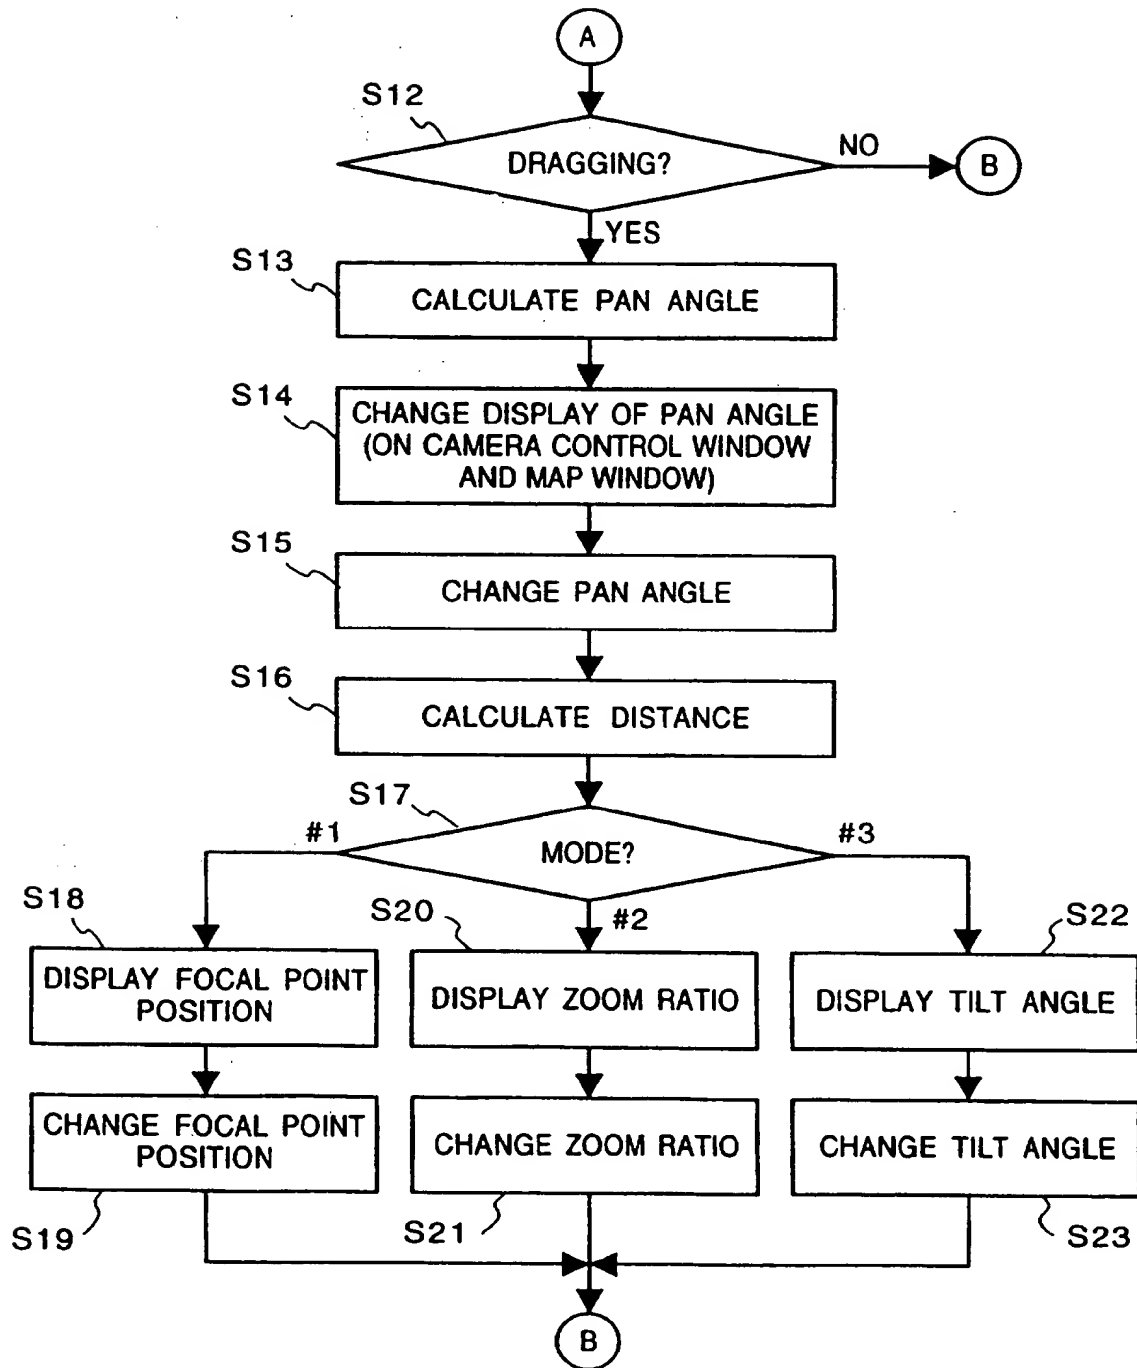 A
S12
DRAGGING?
NO
B
YES
S13
CALCULATE PAN ANGLE
S14
CHANGE DISPLAY OF PAN ANGLE
(ON CAMERA CONTROL WINDOW
AND MAP WINDOW)
S15
CHANGE PAN ANGLE
S16
CALCULATE DISTANCE
S17
MODE?
#1
#2
#3
S18
DISPLAY FOCAL POINT
POSITION
S20
DISPLAY ZOOM RATIO
S22
DISPLAY TILT ANGLE
CHANGE FOCAL POINT
POSITION
S19
CHANGE ZOOM RATIO
S21
CHANGE TILT ANGLE
S23
B